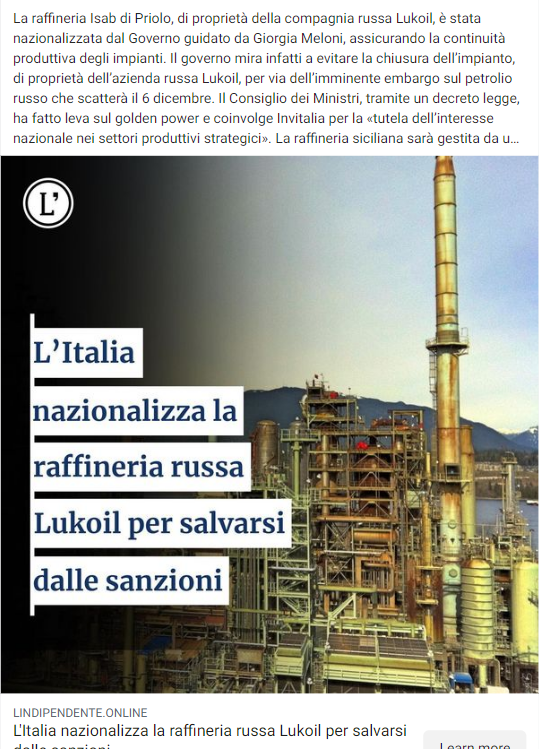 La raffineria Isab di Priolo, di proprietà della compagnia russa Lukoil, è stata
nazionalizzata dal Governo guidato da Giorgia Meloni, assicurando la continuità
produttiva degli impianti. Il governo mira infatti a evitare la chiusura dell’impianto,
di proprietà dell’azienda russa Lukoil, per via dell’imminente embargo sul petrolio
russo che scatterà il 6 dicembre. Il Consiglio dei Ministri, tramite un decreto legge,
ha fatto leva sul golden power e coinvolge Invitalia per la «tutela dell’interesse
nazionale nei settori produttivi strategici». La raffineria siciliana sarà gestita da u...
L’
L’Italia
nazionalizza la
raffineria russa
Lukoil per salvarsi
dalle sanzioni
LINDIPENDENTE.ONLINE
L'Italia nazionalizza la raffineria russa Lukoil per salvarsi
dalle sanzioni
Learn more